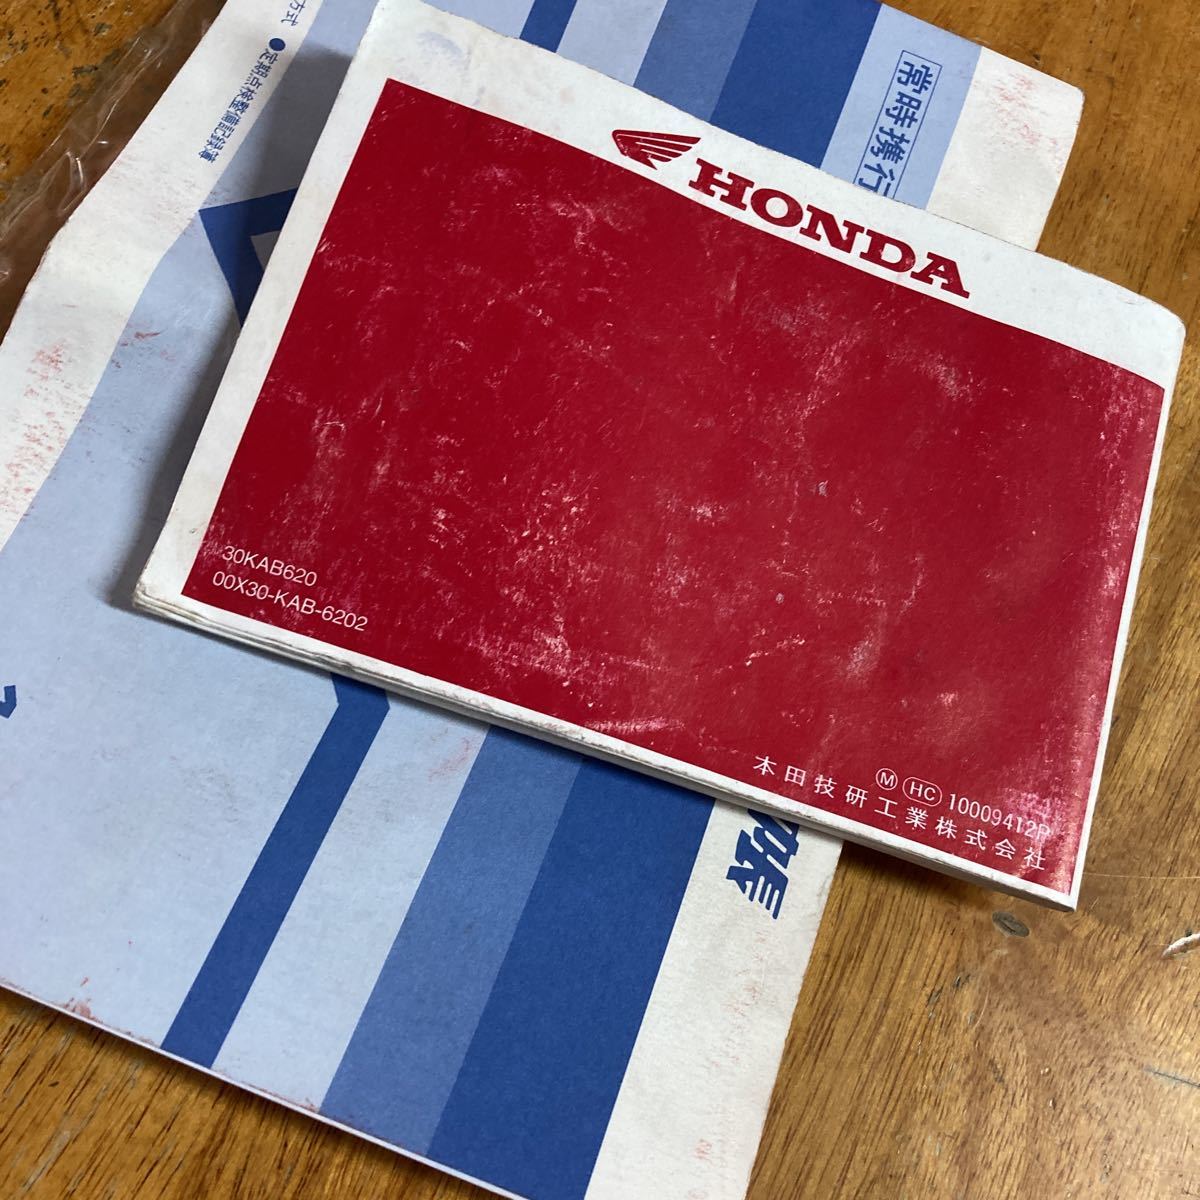 方式 ●定期点検整備記録簿
常時携行
HONDA
30KAB620
00X30-KAB-6202
M HC 10009412P
本田技研工業株式会社
帳